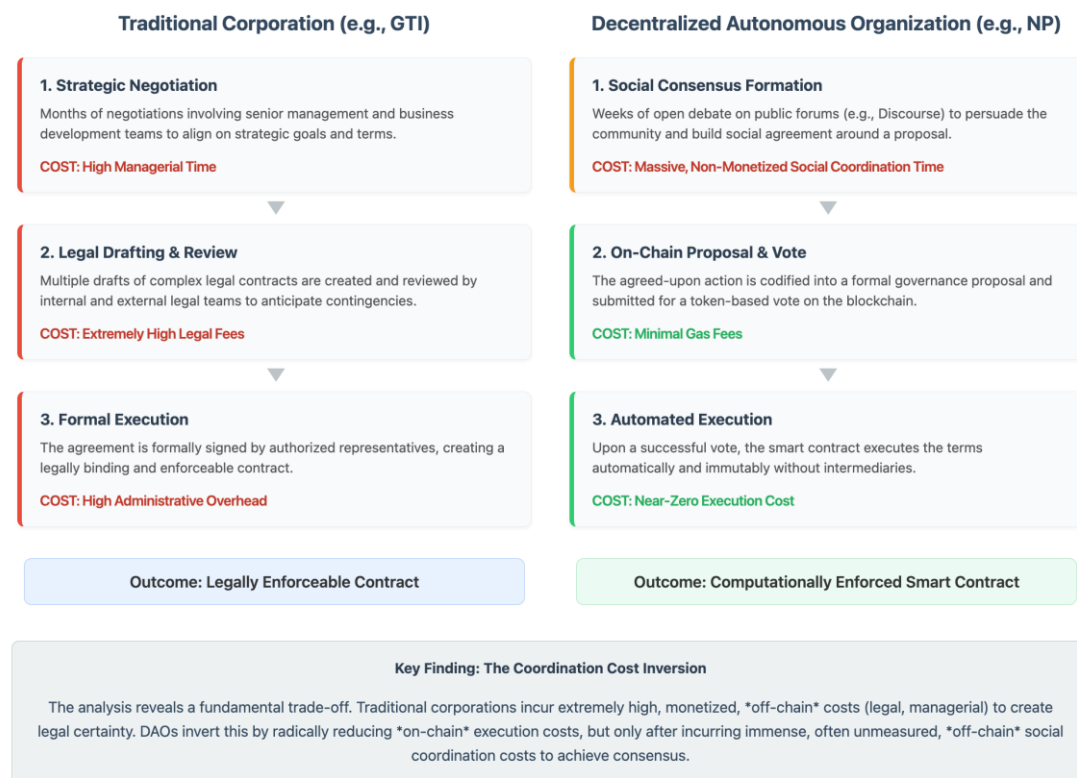 Traditional Corporation (e.g., GTI)
1. Strategic Negotiation
Months of negotiations involving senior management and business
development teams to align on strategic goals and terms.
COST: High Managerial Time
2. Legal Drafting & Review
Multiple drafts of complex legal contracts are created and reviewed by
internal and external legal teams to anticipate contingencies.
COST: Extremely High Legal Fees
3. Formal Execution
The agreement is formally signed by authorized representatives, creating a
legally binding and enforceable contract.
COST: High Administrative Overhead
Outcome: Legally Enforceable Contract
Decentralized Autonomous Organization (e.g., NP)
1. Social Consensus Formation
Weeks of open debate on public forums (e.g., Discourse) to persuade the
community and build social agreement around a proposal.
COST: Massive, Non-Monetized Social Coordination Time
2. On-Chain Proposal & Vote
The agreed-upon action is codified into a formal governance proposal and
submitted for a token-based vote on the blockchain.
COST: Minimal Gas Fees
3. Automated Execution
Upon a successful vote, the smart contract executes the terms
automatically and immutably without intermediaries.
COST: Near-Zero Execution Cost
Outcome: Computationally Enforced Smart Contract
Key Finding: The Coordination Cost Inversion
The analysis reveals a fundamental trade-off. Traditional corporations incur extremely high, monetized, *off-chain* costs (legal, managerial) to create
legal certainty. DAOs invert this by radically reducing *on-chain* execution costs, but only after incurring immense, often unmeasured, *off-chain* social
coordination costs to achieve consensus.